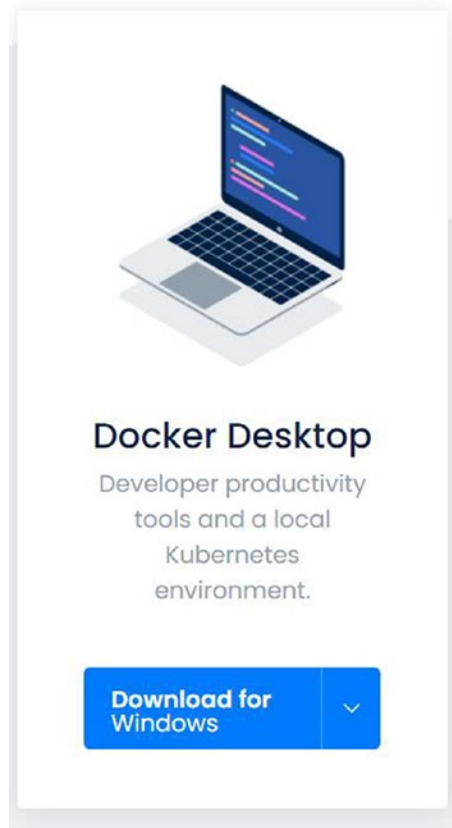 Docker Desktop
Developer productivity
tools and a local
Kubernetes
environment.
Download for
Windows